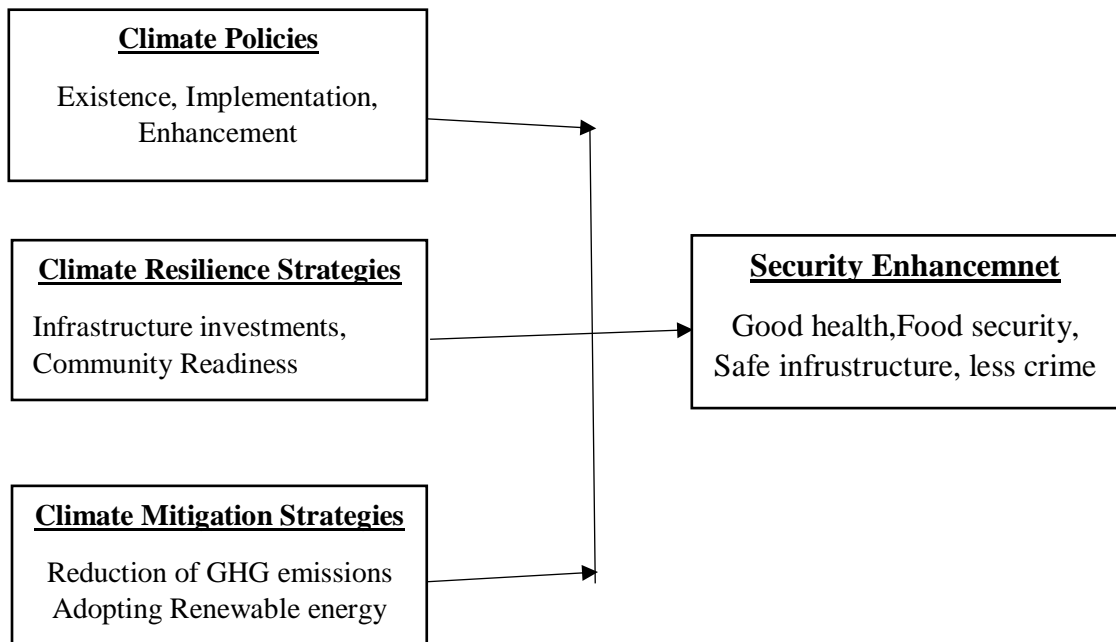 Climate Policies
Existence, Implementation,
Enhancement
Climate Resilience Strategies
Infrastructure investments,
Community Readiness
Security Enhancemnet
Good health,Food security,
Safe infrustructure, less crime
Climate Mitigation Strategies
Reduction of GHG emissions
Adopting Renewable energy